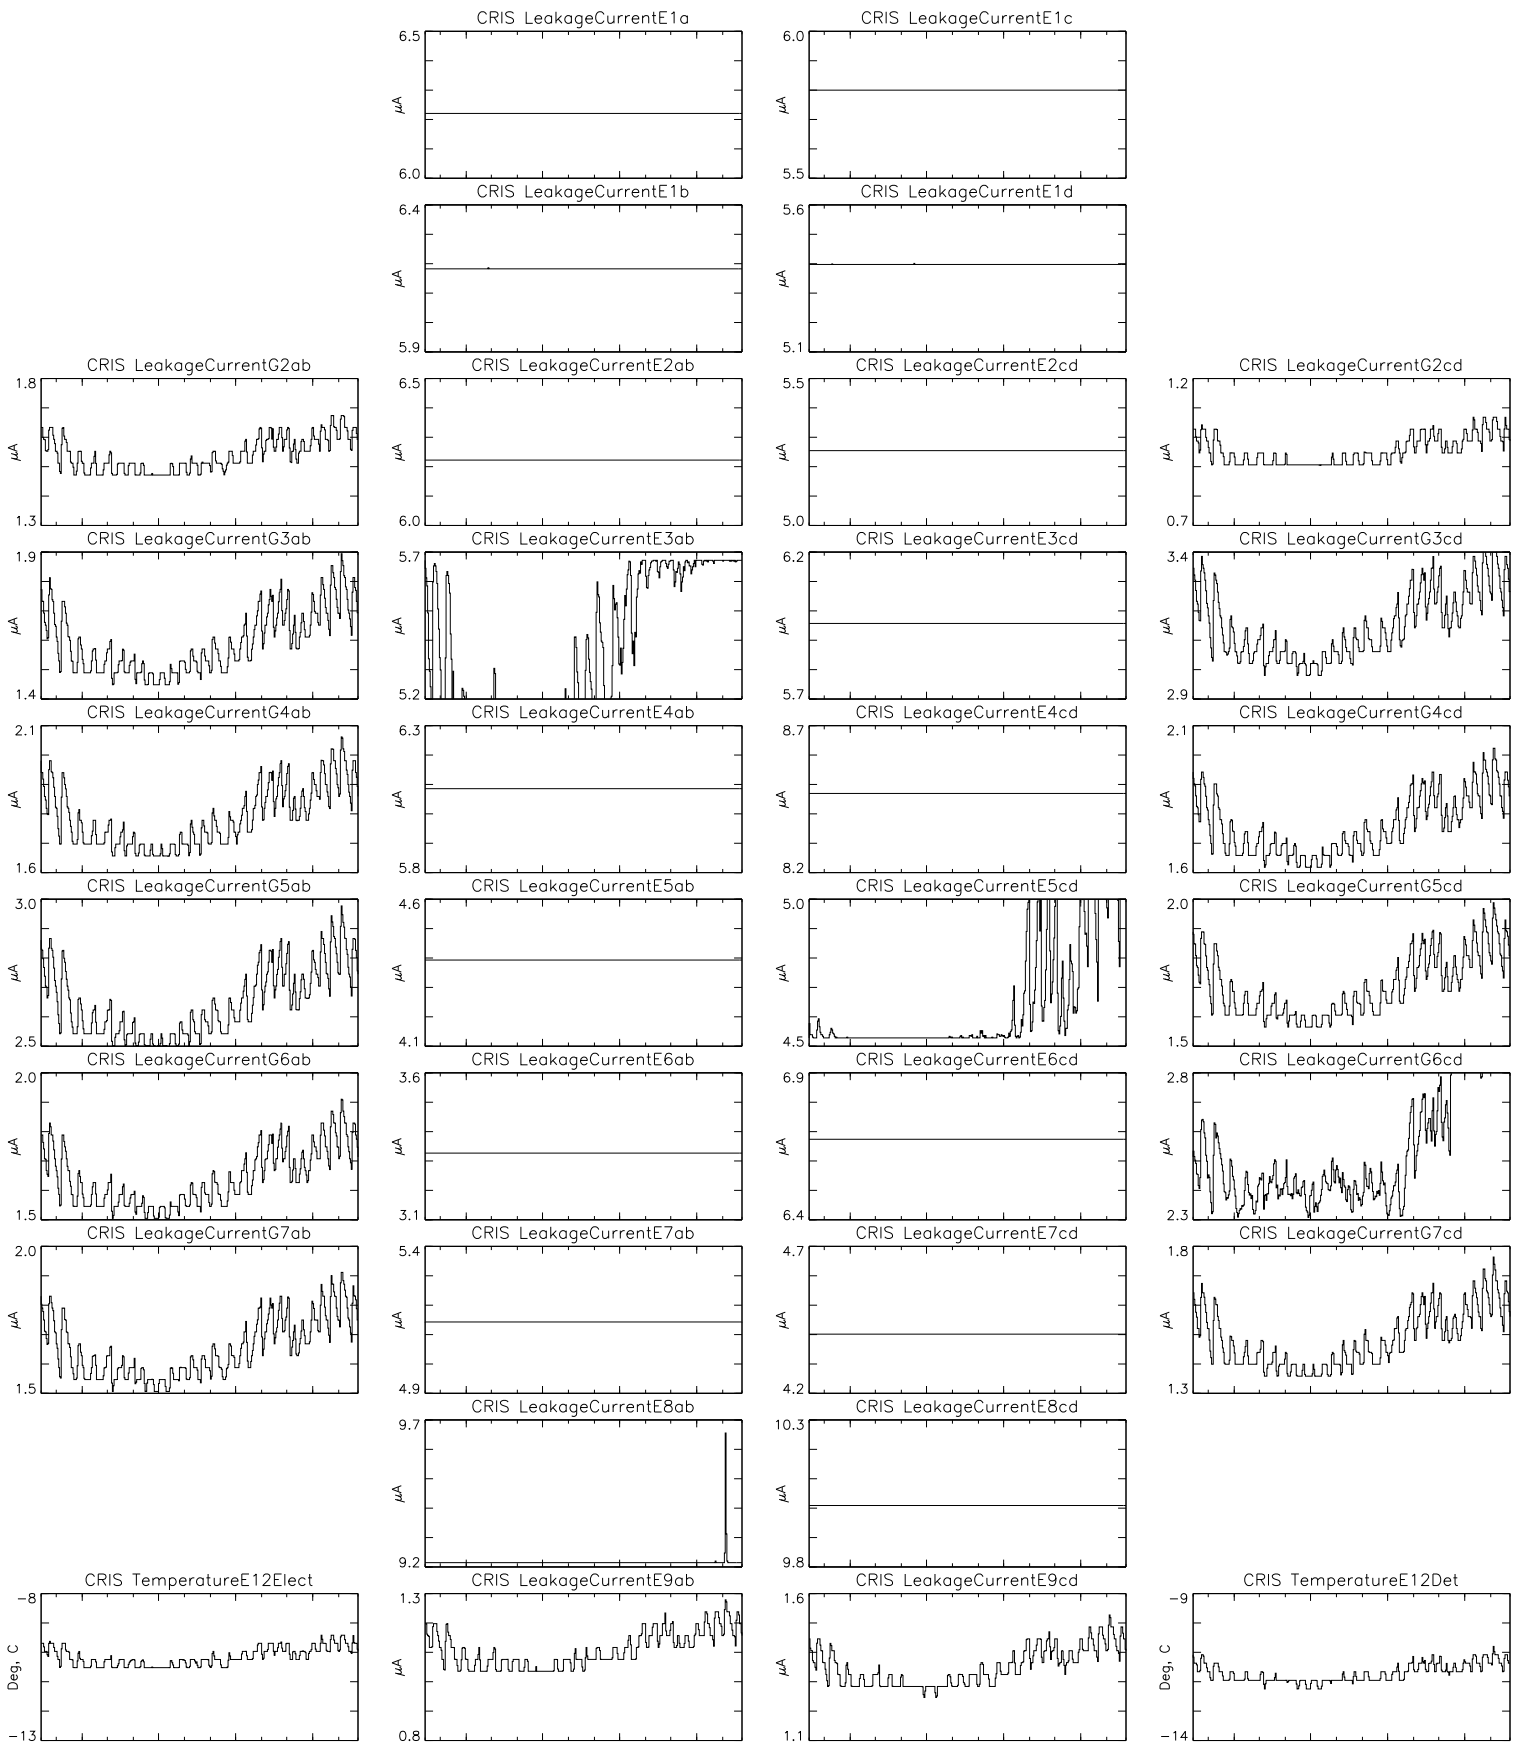 CRIS LeakageCurrentE1a
6.5
μA
6.0
CRIS LeakageCurrentE1c
6.0
μA
5.5
CRIS LeakageCurrentE1b
6.4
μA
5.9
CRIS LeakageCurrentE1d
5.6
μA
5.1
CRIS LeakageCurrentG2ab
1.8
μA
1.3
CRIS LeakageCurrentE2ab
6.5
μA
6.0
CRIS LeakageCurrentE2cd
5.5
μA
5.0
CRIS LeakageCurrentG2cd
1.2
μA
0.7
CRIS LeakageCurrentG3ab
1.9
μA
1.4
CRIS LeakageCurrentE3ab
5.7
μA
5.2
CRIS LeakageCurrentE3cd
6.2
μA
5.7
CRIS LeakageCurrentG3cd
3.4
μA
2.9
CRIS LeakageCurrentG4ab
2.1
μA
1.6
CRIS LeakageCurrentE4ab
6.3
μA
5.8
CRIS LeakageCurrentE4cd
8.7
μA
8.2
CRIS LeakageCurrentG4cd
2.1
μA
1.6
CRIS LeakageCurrentG5ab
3.0
μA
2.5
CRIS LeakageCurrentE5ab
4.6
μA
4.1
CRIS LeakageCurrentE5cd
5.0
μA
4.5
CRIS LeakageCurrentG5cd
2.0
μA
1.5
CRIS LeakageCurrentG6ab
2.0
μA
1.5
CRIS LeakageCurrentE6ab
3.6
μA
3.1
CRIS LeakageCurrentE6cd
6.9
μA
6.4
CRIS LeakageCurrentG6cd
2.8
μA
2.3
CRIS LeakageCurrentG7ab
2.0
μA
1.5
CRIS LeakageCurrentE7ab
5.4
μA
4.9
CRIS LeakageCurrentE7cd
4.7
μA
4.2
CRIS LeakageCurrentG7cd
1.8
μA
1.3
CRIS LeakageCurrentE8ab
9.7
μA
9.2
CRIS LeakageCurrentE8cd
10.3
μA
9.8
CRIS TemperatureE12Elect
-8
Deg, C
-13
CRIS LeakageCurrentE9ab
1.3
μA
0.8
CRIS LeakageCurrentE9cd
1.6
μA
1.1
CRIS TemperatureE12Det
-9
Deg, C
-14